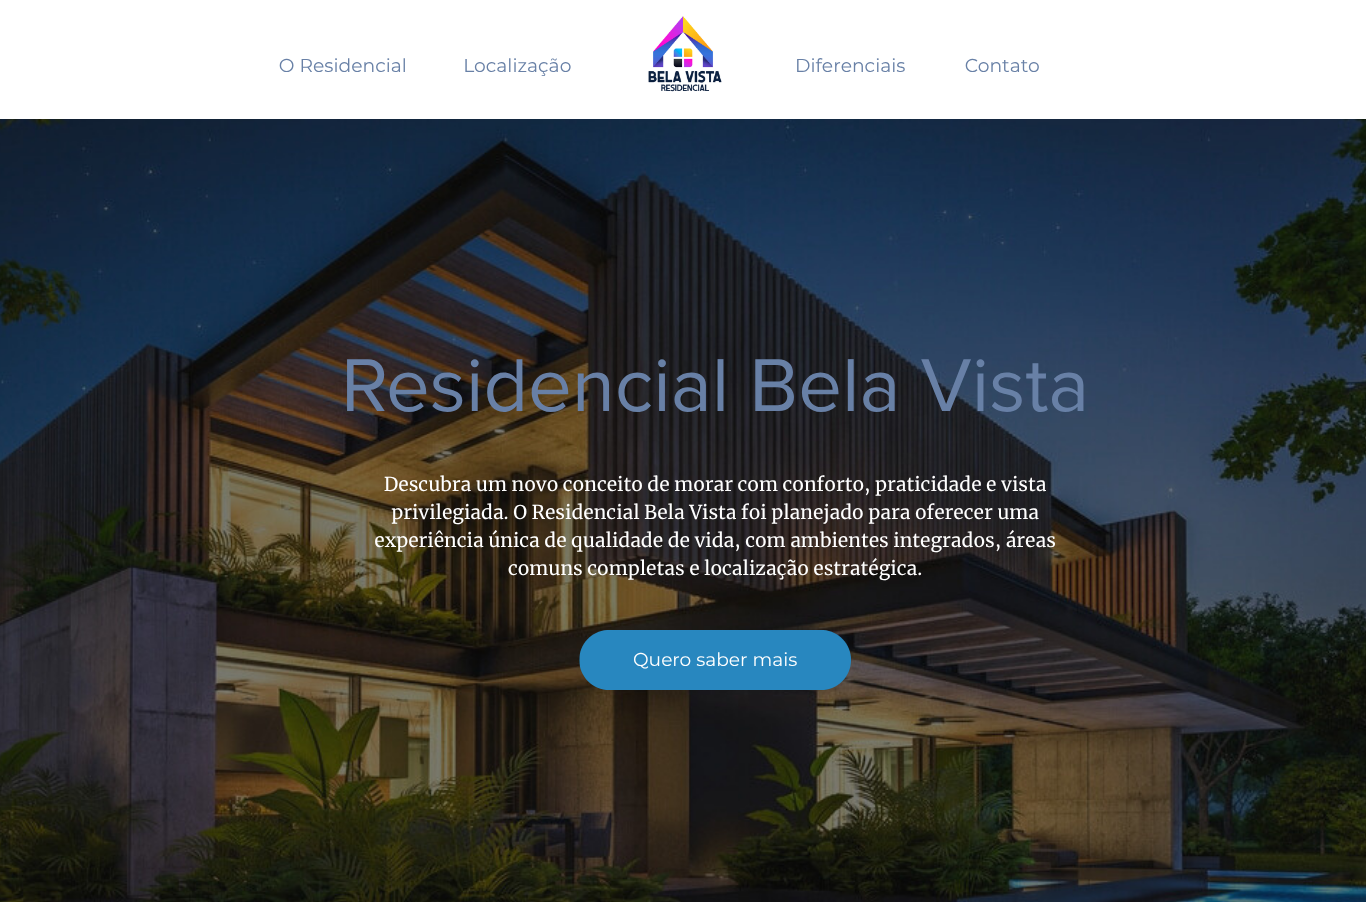 O Residencial
Localização
BELA VISTA
RESIDENCIAL
Diferenciais
Contato
Residencial Bela Vista
Descubra um novo conceito de morar com conforto, praticidade e vista
privilegiada. O Residencial Bela Vista foi planejado para oferecer uma
experiência única de qualidade de vida, com ambientes integrados, áreas
comuns completas e localização estratégica.
Quero saber mais